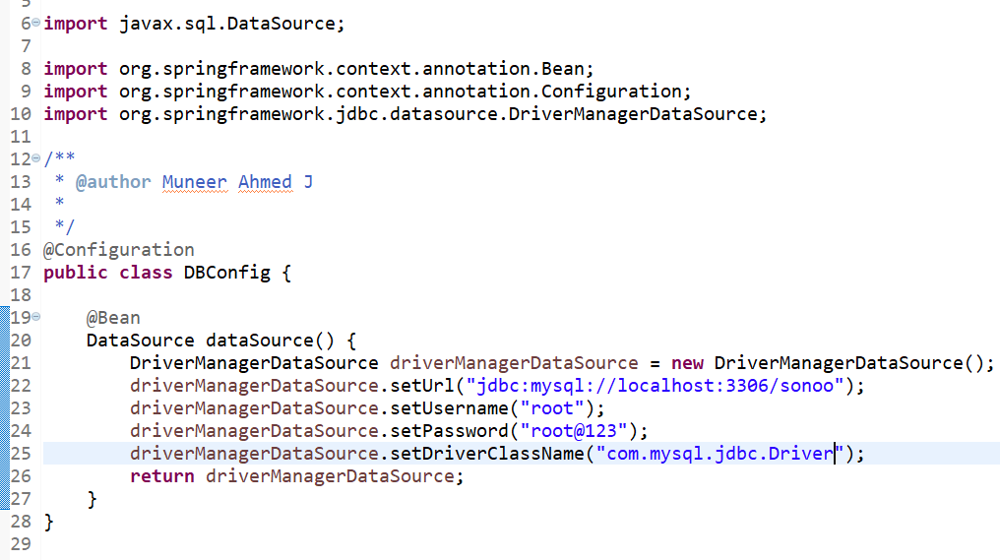 5
6 import javax.sql.DataSource;
7
8 import org.springframework.context.annotation.Bean;
9 import org.springframework.context.annotation.Configuration;
10 import org.springframework.jdbc.datasource.DriverManagerDataSource;
11
12 /**
13  * @author Muneer Ahmed J
14  *
15  */
16 @Configuration
17 public class DBConfig {
18
19     @Bean
20     DataSource dataSource() {
21         DriverManagerDataSource driverManagerDataSource = new DriverManagerDataSource();
22         driverManagerDataSource.setUrl("jdbc:mysql://localhost:3306/sonoo");
23         driverManagerDataSource.setUsername("root");
24         driverManagerDataSource.setPassword("root@123");
25         driverManagerDataSource.setDriverClassName("com.mysql.jdbc.Driver");
26         return driverManagerDataSource;
27     }
28 }
29